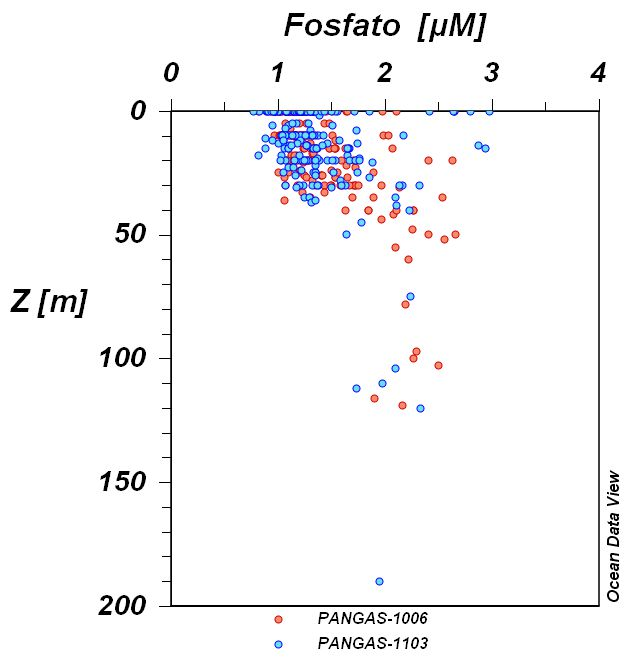 Fosfato [µM]
0 1 2 3 4
0
50
Z [m]
100
150
200
Ocean Data View
PANGAS-1006
PANGAS-1103